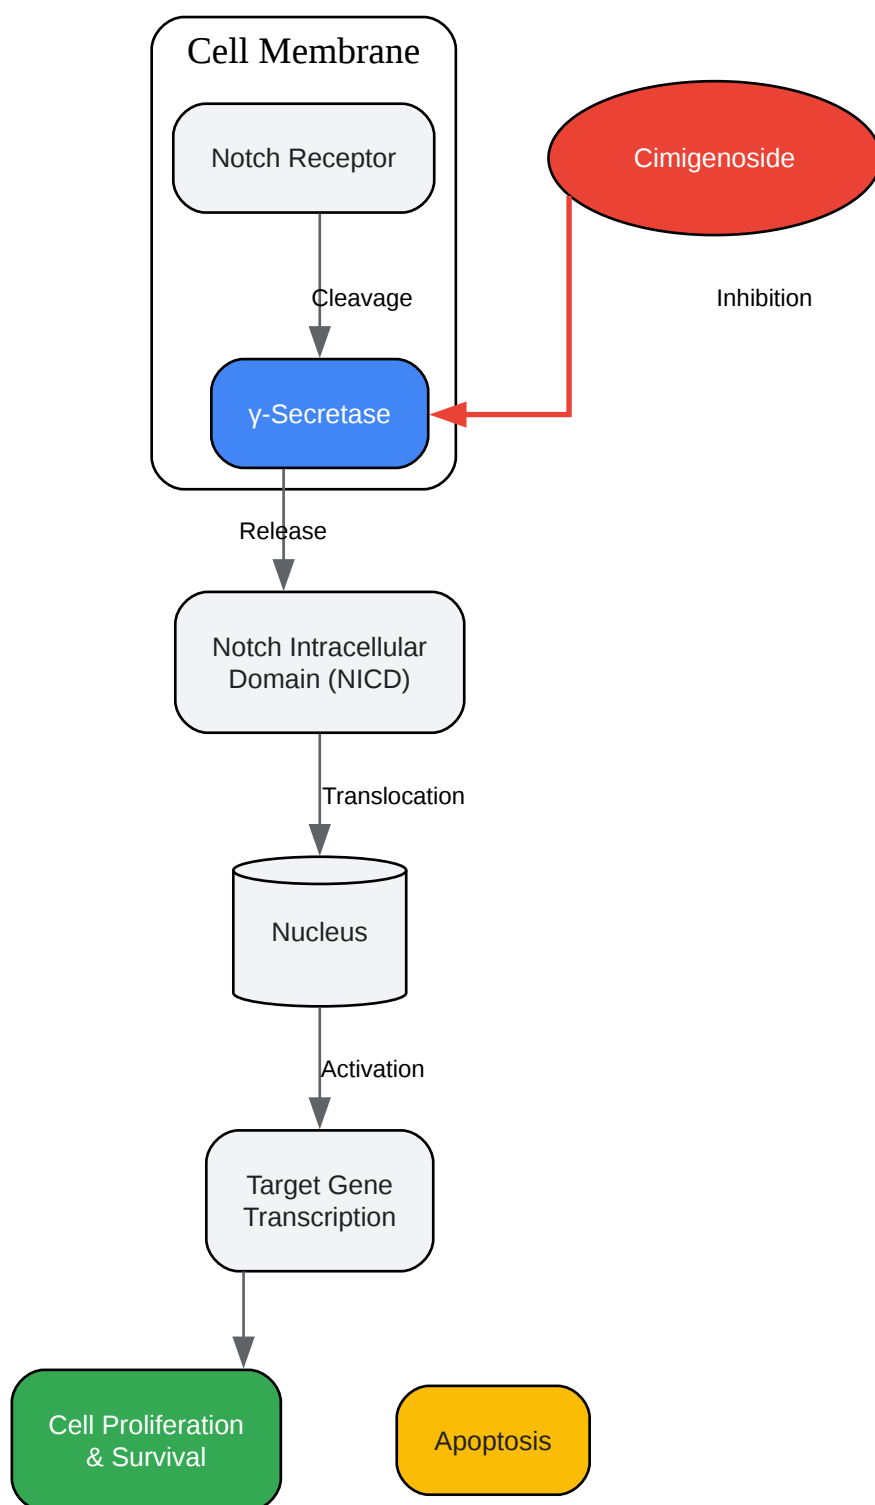 Cell Membrane
Notch Receptor
Cimigenoside
Cleavage
Inhibition
γ-Secretase
Release
Notch Intracellular
Domain (NICD)
Translocation
Nucleus
Activation
Target Gene
Transcription
Cell Proliferation
& Survival
Apoptosis